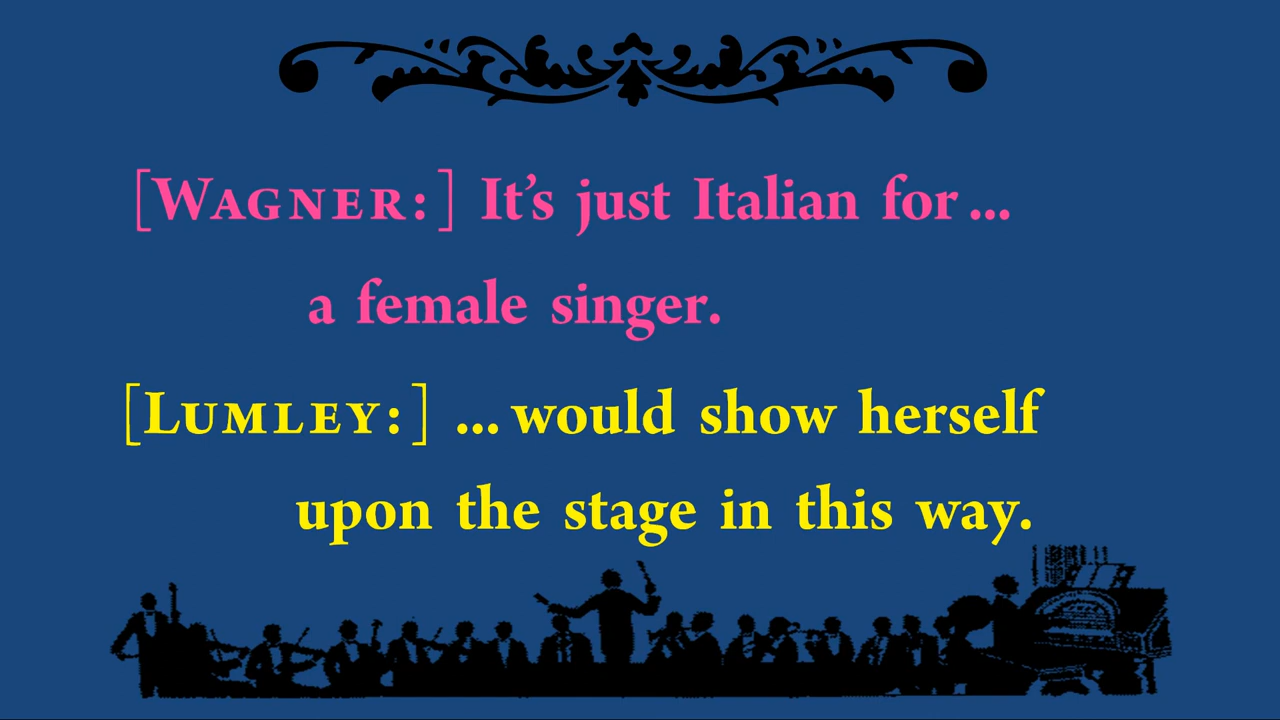 [WAGNER:] It’s just Italian for ...
a female singer.
[LUMLEY:] ... would show herself
upon the stage in this way.